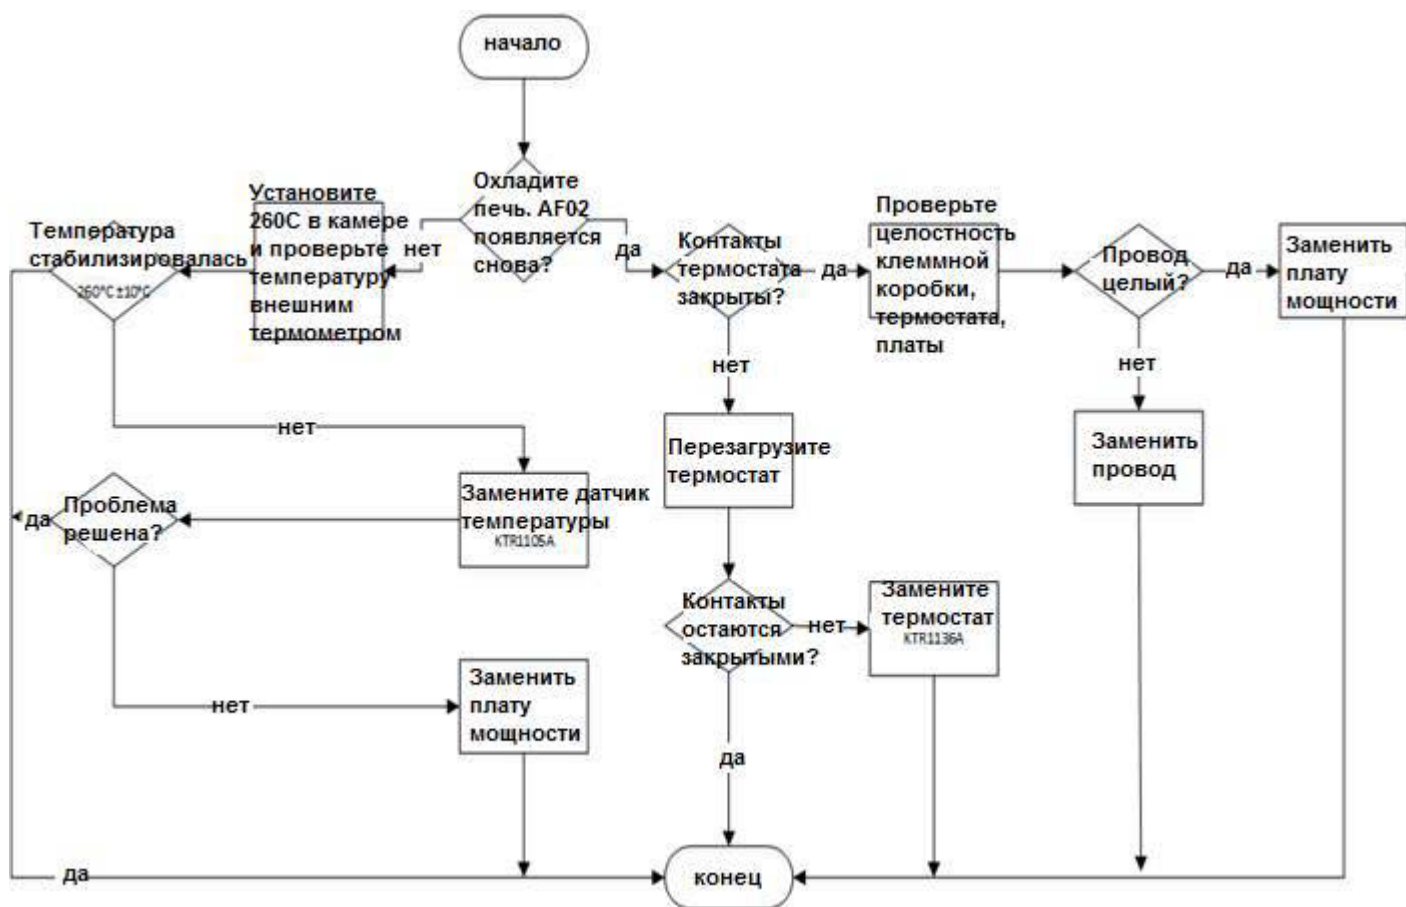 начало
Охладите
печь. AF02
появляется
снова?
нет
да
Установите
260С в камере
и проверьте
температуру
внешним
термометром
Температура
стабилизировалась
260°C±10°C
Контакты
термостата
закрыты?
да
Проверьте
целостность
клеммной
коробки,
термостата,
платы
Провод
целый?
да
Заменить
плату
мощности
нет
нет
нет
Перезагрузите
термостат
Заменить
провод
Замените датчик
температуры
KTR1105A
Проблема
решена?
да
Контакты
остаются
закрытыми?
нет
Замените
термостат
KTR1136A
нет
Заменить
плату
мощности
да
да
конец